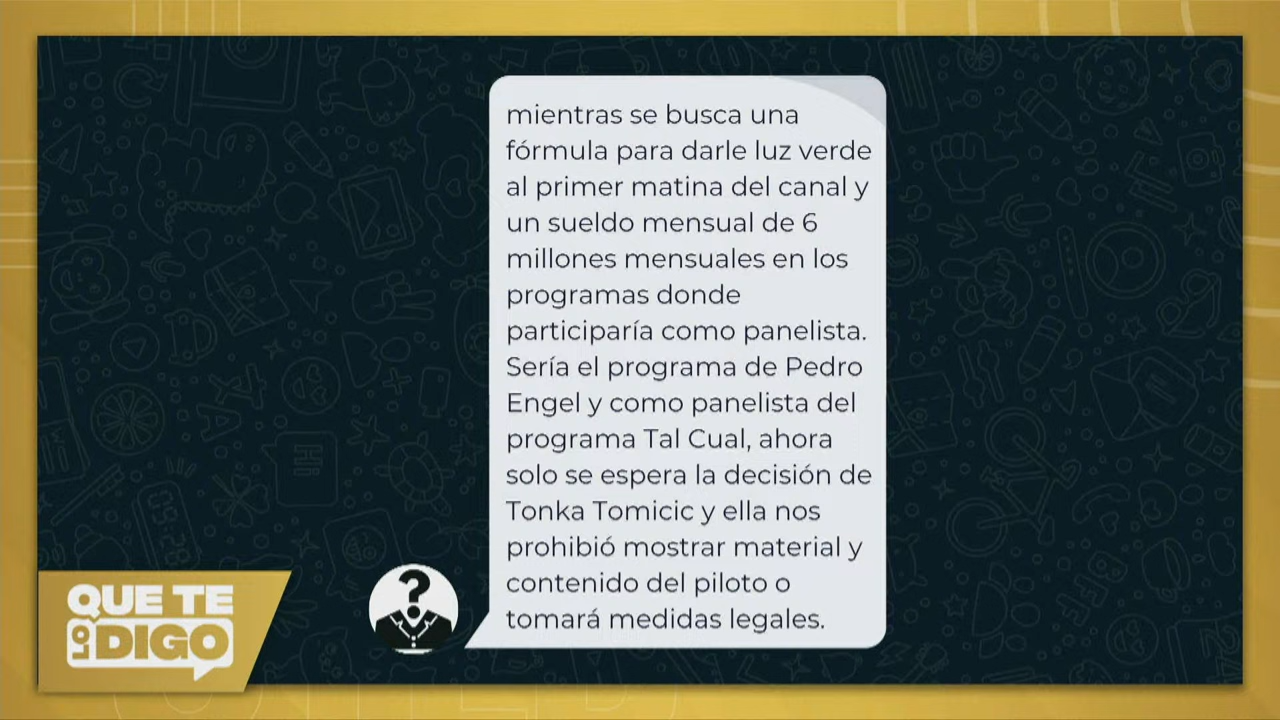 mientras se busca una
fórmula para darle luz verde
al primer matina del canal y
un sueldo mensual de 6
millones mensuales en los
programas donde
participaría como panelista.
Sería el programa de Pedro
Engel y como panelista del
programa Tal Cual, ahora
solo se espera la decisión de
Tonka Tomicic y ella nos
prohibió mostrar material y
contenido del piloto o
tomará medidas legales.
?
QUE TE
LO DIGO
Hi